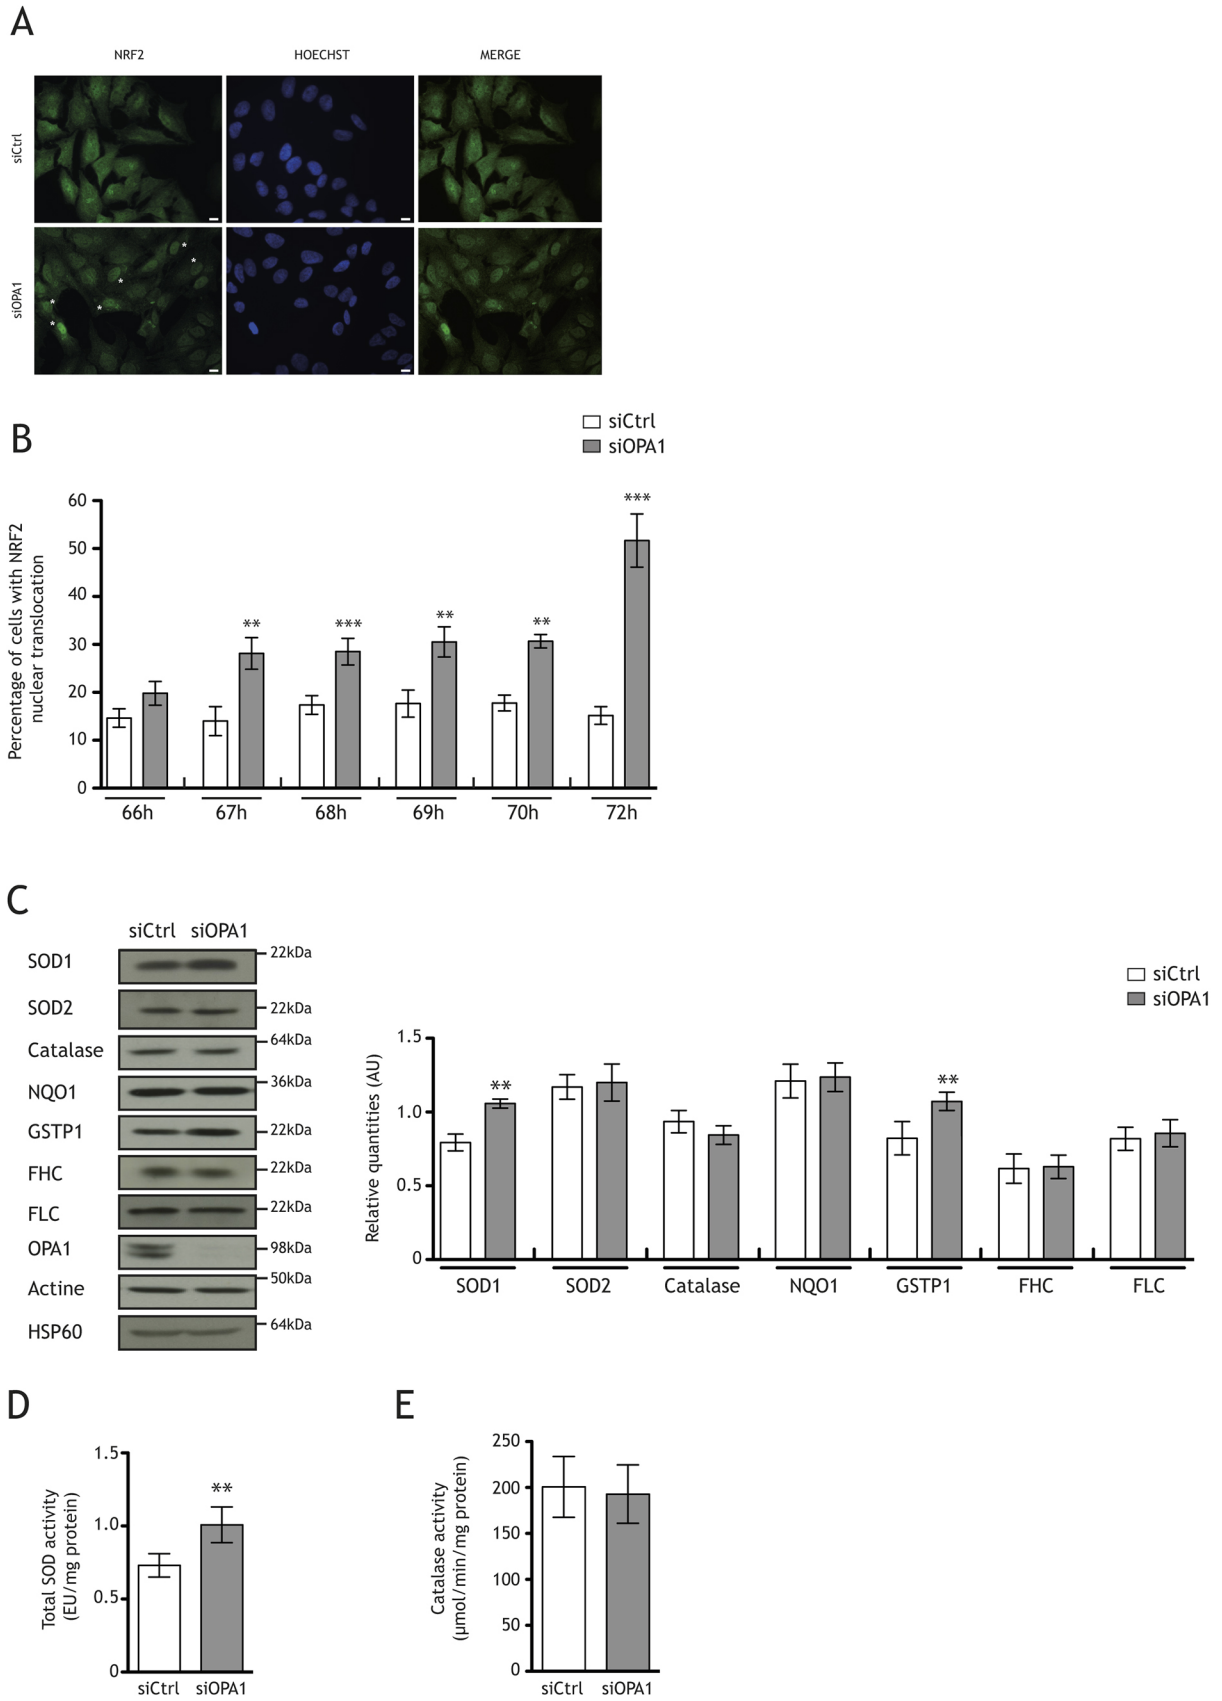 A
NRF2 HOECHST MERGE
siCtrl
* * * * * *
siOPA1
B
siCtrl
siOPA1
Percentage of cells with NRF2
nuclear translocation
60
50
40
30
20
10
0
** *** ** ** ***
66h 67h 68h 69h 70h 72h
C
siCtrl siOPA1
SOD1 22kDa
SOD2 22kDa
Catalase 64kDa
NQO1 36kDa
GSTP1 22kDa
FHC 22kDa
FLC 22kDa
OPA1 98kDa
Actine 50kDa
HSP60 64kDa
siCtrl
siOPA1
Relative quantities (AU)
1.5
1.0
0.5
0
** **
SOD1 SOD2 Catalase NQO1 GSTP1 FHC FLC
D
Total SOD activity
(EU/mg protein)
1.5
1.0
0.5
0
**
siCtrl siOPA1
E
Catalase activity
(µmol/min/mg protein)
250
200
150
100
50
0
siCtrl siOPA1